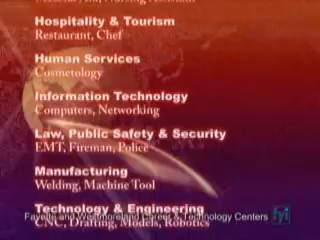 Hospitality & Tourism
Restaurant, Chef
Human Services
Cosmetology
Information Technology
Computers, Networking
Law, Public Safety & Security
EMT, Fireman, Police
Manufacturing
Welding, Machine Tool
Technology & Engineering
Fayette and Westmoreland Career & Technology Centers
fyi
CNC, Drafting, Models, Robotics